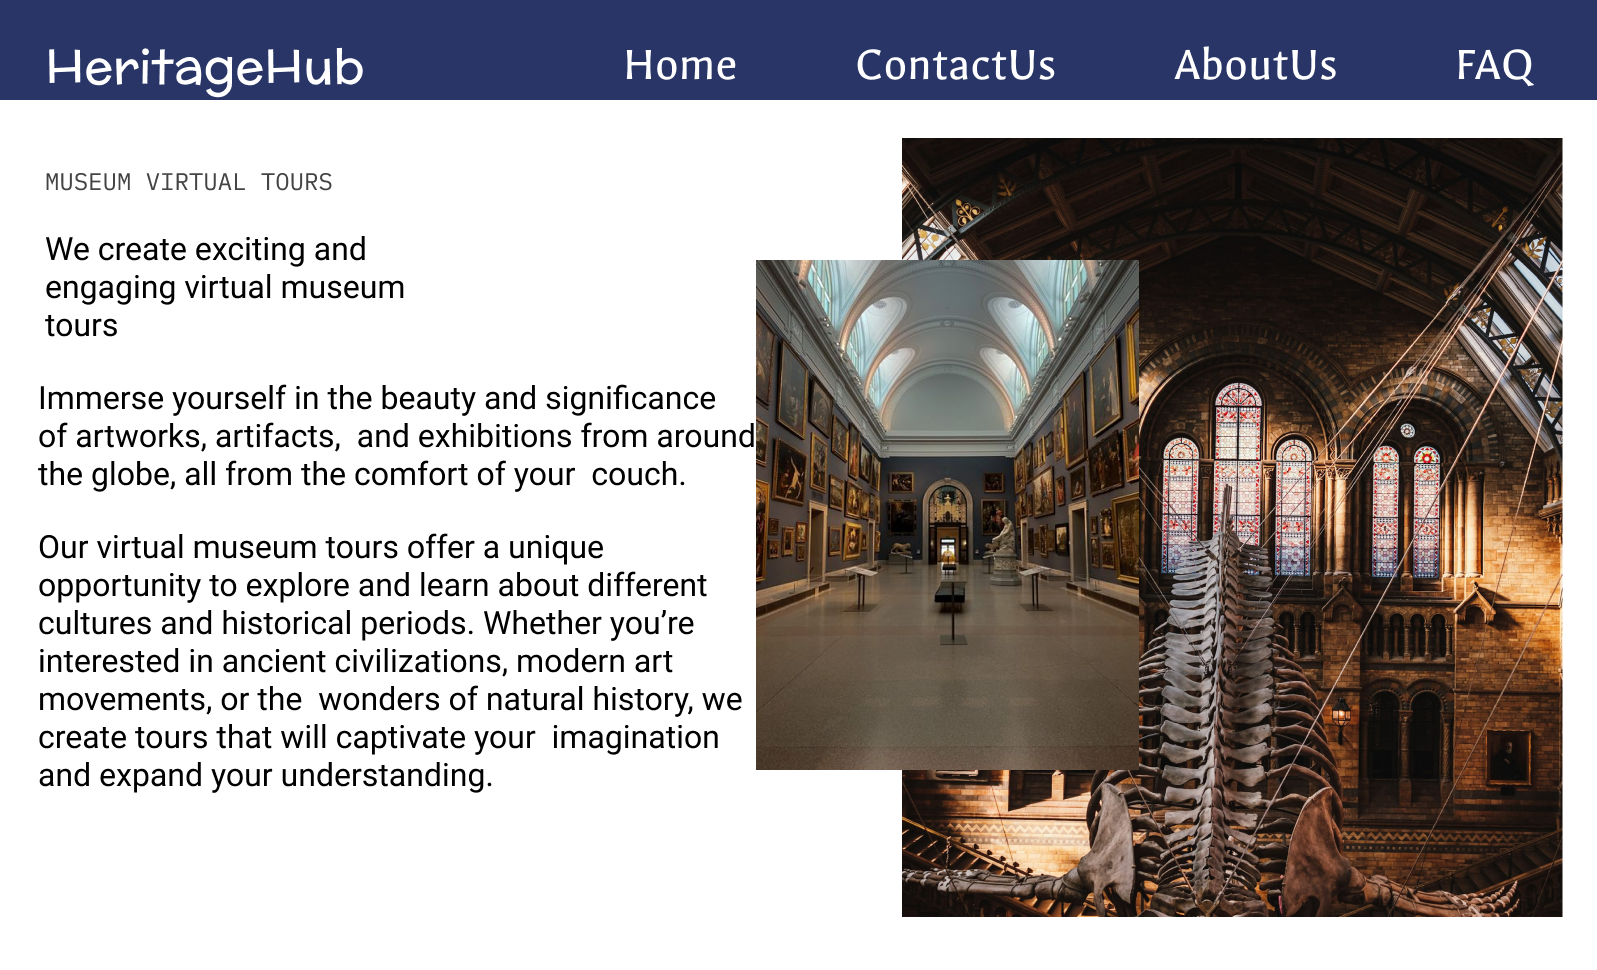 HeritageHub Home ContactUs AboutUs FAQ
MUSEUM VIRTUAL TOURS
We create exciting and
engaging virtual museum
tours
Immerse yourself in the beauty and significance
of artworks, artifacts,  and exhibitions from around
the globe, all from the comfort of your  couch.
Our virtual museum tours offer a unique
opportunity to explore and learn about different
cultures and historical periods. Whether you’re
interested in ancient civilizations, modern art
movements, or the  wonders of natural history, we
create tours that will captivate your  imagination
and expand your understanding.